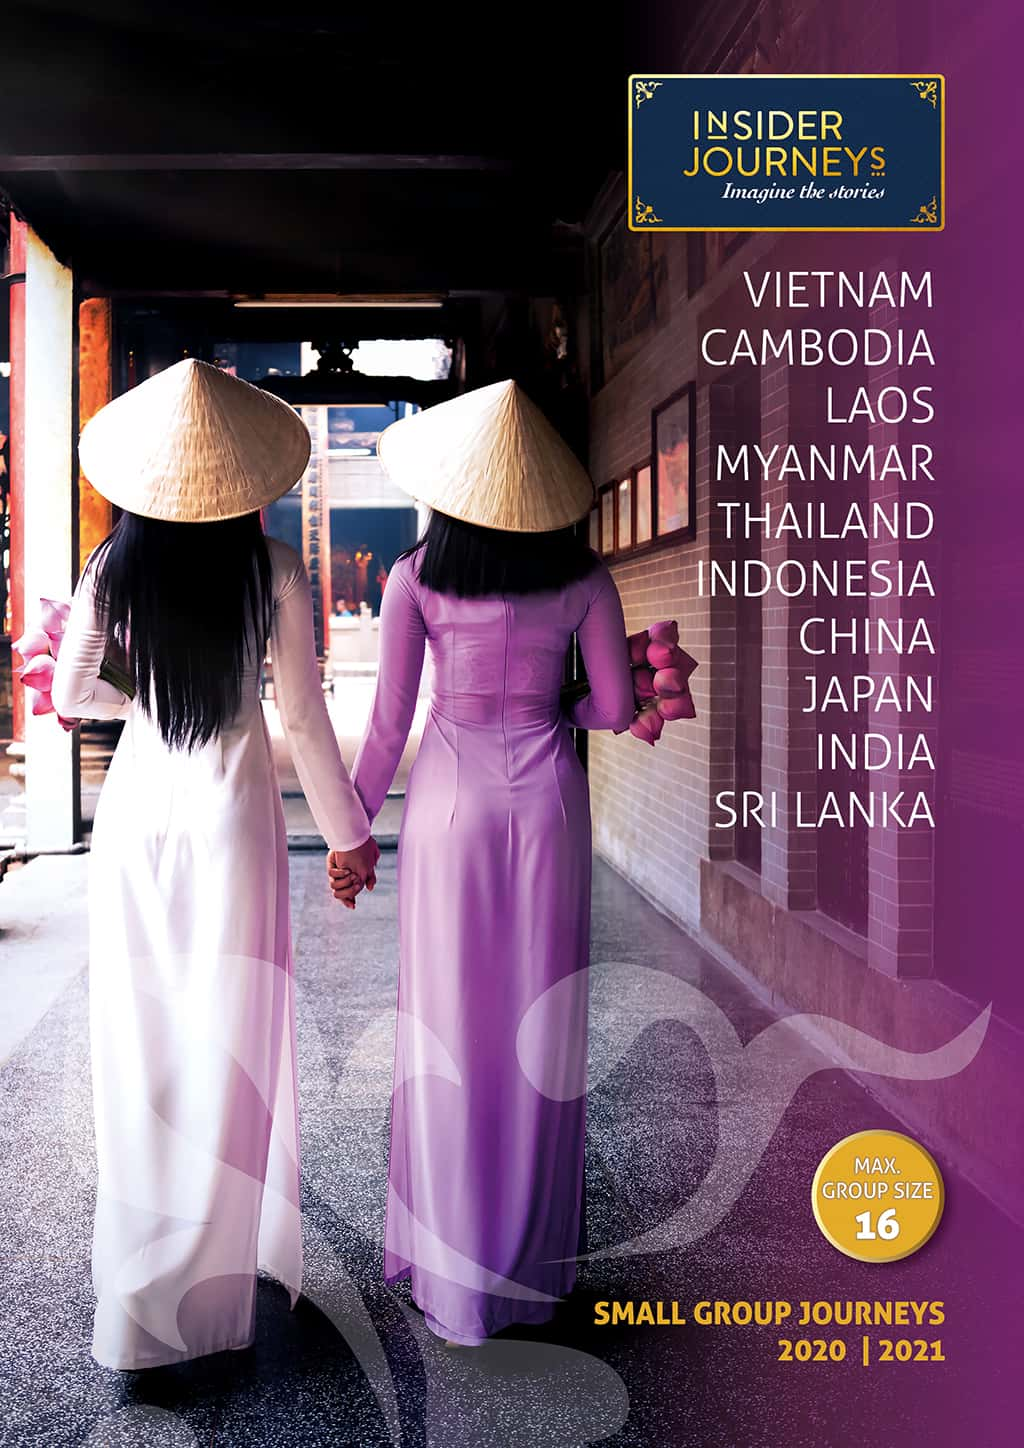 INSIDER
JOURNEYS
Imagine the stories
VIETNAM
CAMBODIA
LAOS
MYANMAR
THAILAND
INDONESIA
CHINA
JAPAN
INDIA
SRI LANKA
MAX.
GROUP SIZE
16
SMALL GROUP JOURNEYS
2020 | 2021